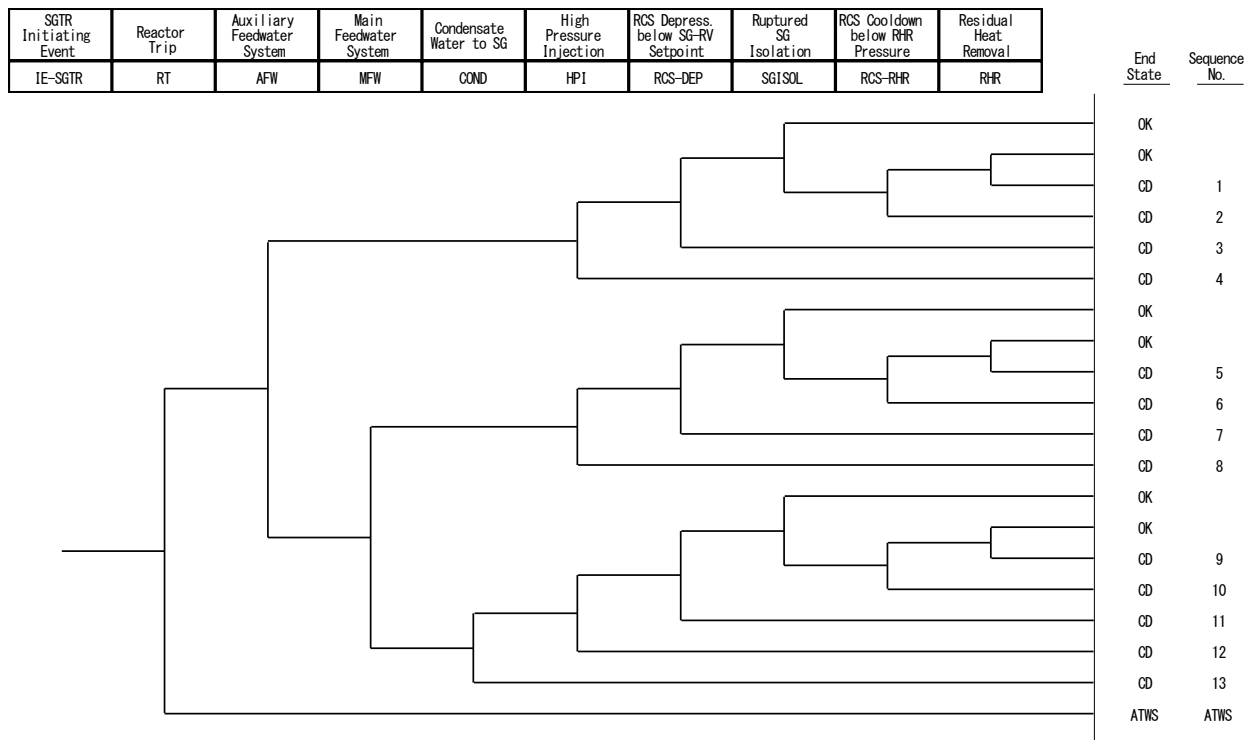 SGTR
Initiating
Event
Reactor
Trip
Auxiliary
Feedwater
System
Main
Feedwater
System
Condensate
Water to SG
High
Pressure
Injection
RCS Depress.
below SG-RV
Setpoint
Ruptured
SG
Isolation
RCS Cooldown
below RHR
Pressure
Residual
Heat
Removal
End
State
Sequence
No.
IE-SGTR RT AFW MFW COND HPI RCS-DEP SGISOL RCS-RHR RHR
OK
OK
CD 1
CD 2
CD 3
CD 4
OK
OK
CD 5
CD 6
CD 7
CD 8
OK
OK
CD 9
CD 10
CD 11
CD 12
CD 13
ATWS ATWS